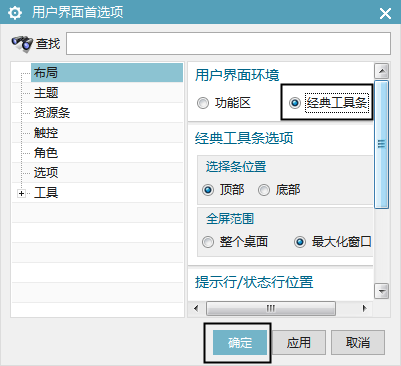 用户界面首选项
查找
布局
主题
资源条
触控
角色
选项
工具
用户界面环境
功能区
经典工具条
经典工具条选项
选择条位置
顶部 底部
全屏范围
整个桌面 最大化窗口
提示行/状态行位置
确定 应用 取消